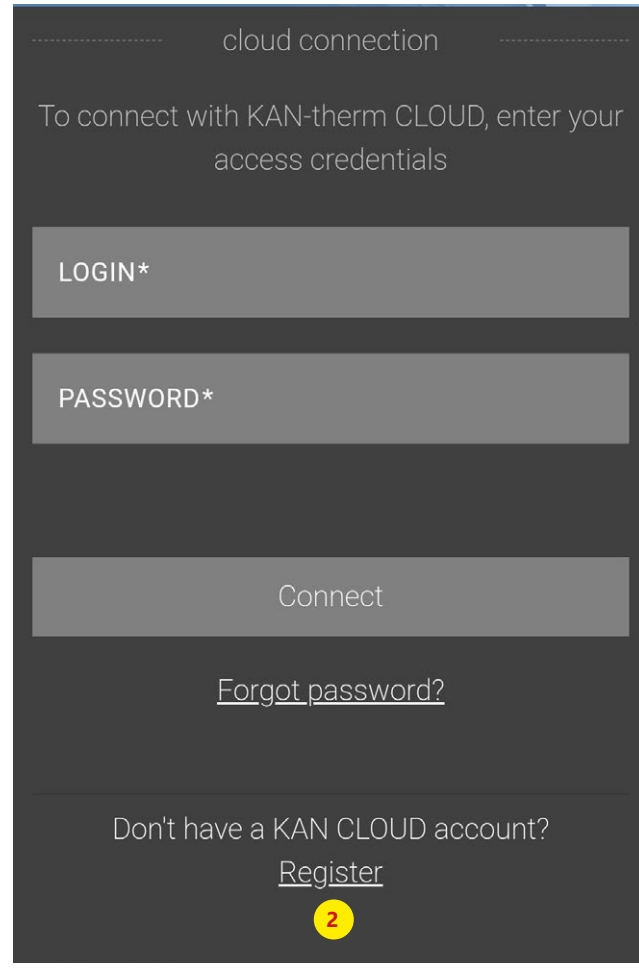 cloud connection
To connect with KAN-therm CLOUD, enter your
access credentials
LOGIN*
PASSWORD*
Connect
Forgot password?
Don't have a KAN CLOUD account?
Register
2